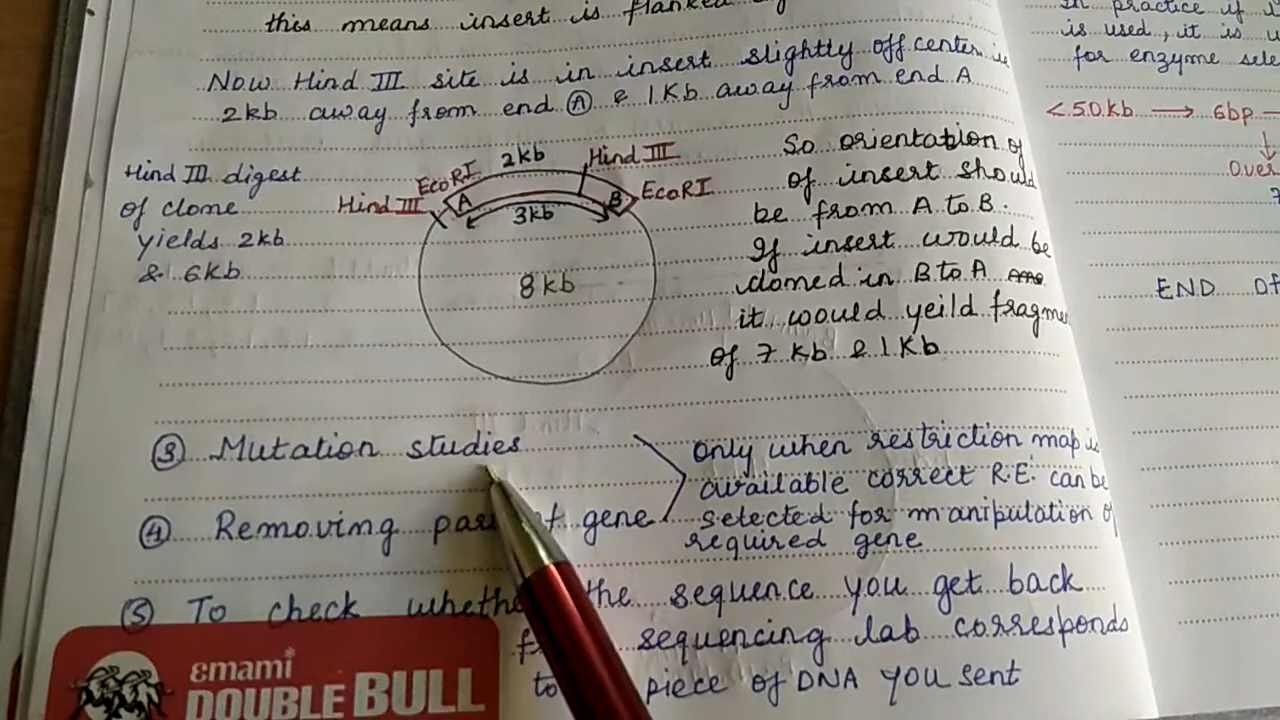 this means insert is flanked
Now Hind III site is in insert slightly off center is
2kb away from end Ⓐ & 1Kb away from end A
Hind III digest
of clone
yields 2kb
& 6kb
2kb
Hind III
EcoRI
EcoRI
Hind III
A
B
3kb
8kb
So orientation of
of insert should
be from A to B.
If insert would be
cloned in B to A
it would yeild fragme
of 7 Kb & 1Kb
③ Mutation studies
④ Removing gene
only when restriction map is
available correct R.E. can be
selected for manipulation of
required gene
⑤ To check the sequence you get back
sequencing lab corresponds
to piece of DNA you sent
emami
DOUBLE BULL
in practice if
is used, it is
for enzyme sele
<50kb → 6bp
Over
END Of